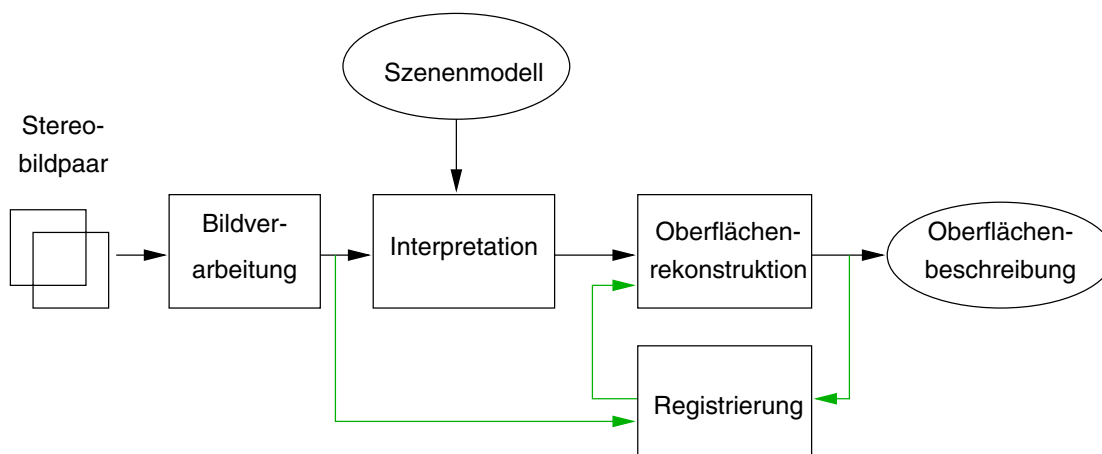 Szenenmodell
Stereo-
bildpaar
Bildver-
arbeitung
Interpretation
Oberflächen-
rekonstruktion
Oberflächen-
beschreibung
Registrierung